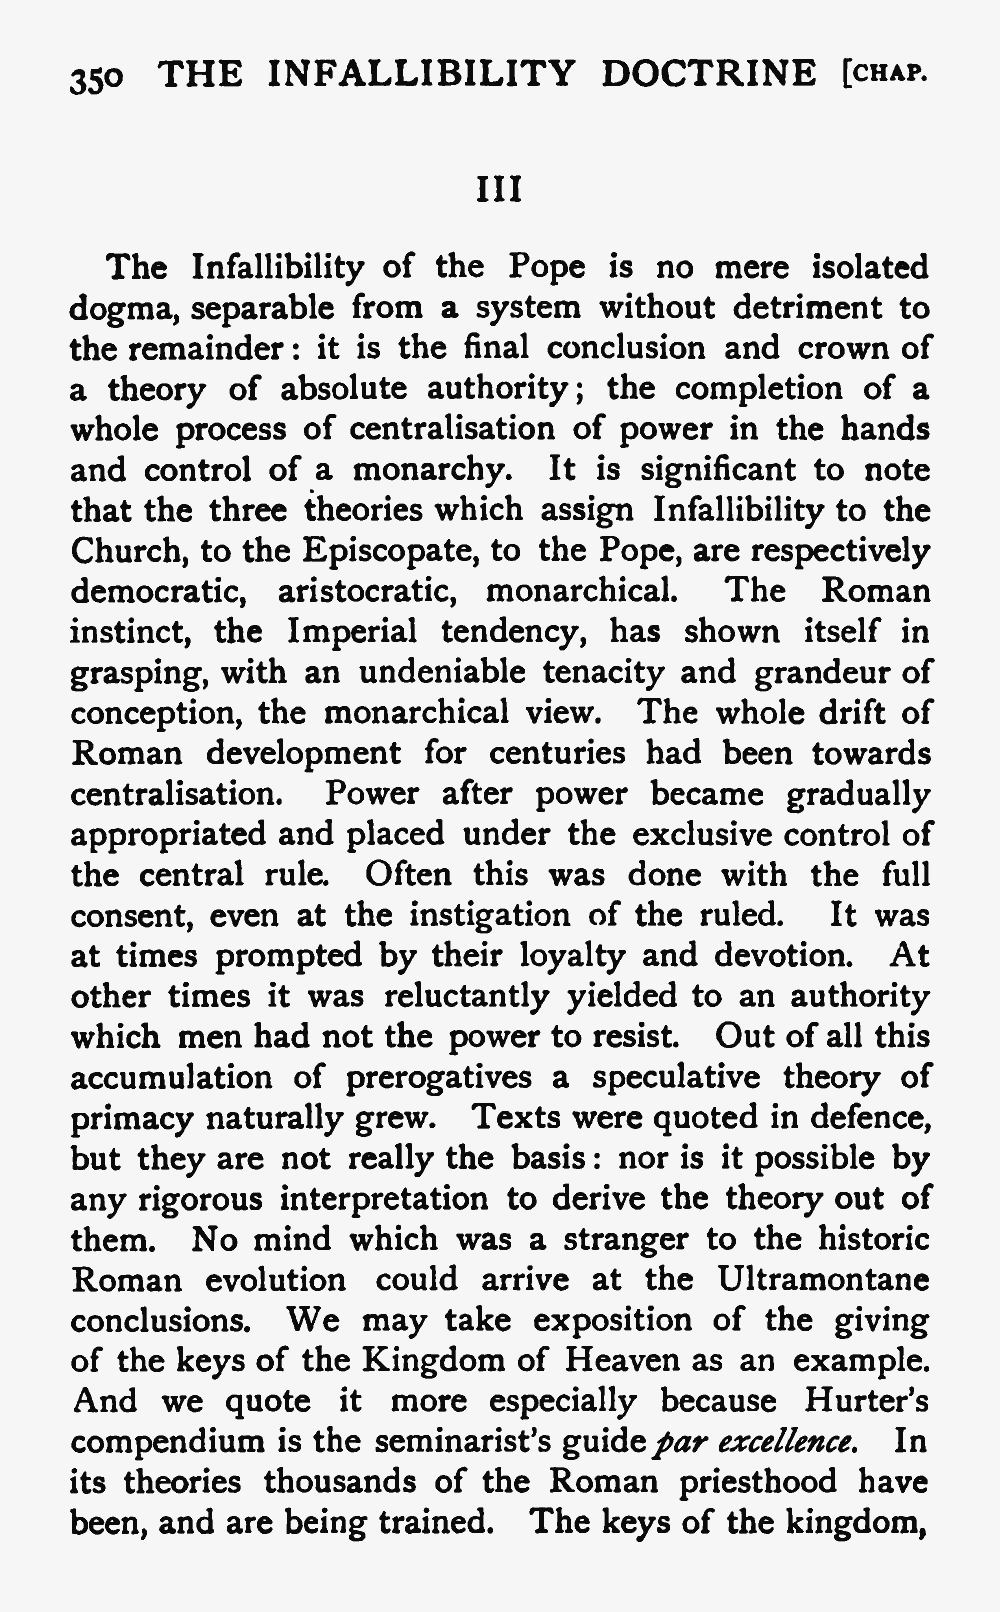 350 THE INFALLIBILITY DOCTRINE [CHAP.
III
The Infallibility of the Pope is no mere isolated
dogma, separable from a system without detriment to
the remainder: it is the final conclusion and crown of
a theory of absolute authority; the completion of a
whole process of centralisation of power in the hands
and control of a monarchy. It is significant to note
that the three theories which assign Infallibility to the
Church, to the Episcopate, to the Pope, are respectively
democratic, aristocratic, monarchical. The Roman
instinct, the Imperial tendency, has shown itself in
grasping, with an undeniable tenacity and grandeur of
conception, the monarchical view. The whole drift of
Roman development for centuries had been towards
centralisation. Power after power became gradually
appropriated and placed under the exclusive control of
the central rule. Often this was done with the full
consent, even at the instigation of the ruled. It was
at times prompted by their loyalty and devotion. At
other times it was reluctantly yielded to an authority
which men had not the power to resist. Out of all this
accumulation of prerogatives a speculative theory of
primacy naturally grew. Texts were quoted in defence,
but they are not really the basis: nor is it possible by
any rigorous interpretation to derive the theory out of
them. No mind which was a stranger to the historic
Roman evolution could arrive at the Ultramontane
conclusions. We may take exposition of the giving
of the keys of the Kingdom of Heaven as an example.
And we quote it more especially because Hurter's
compendium is the seminarist's guide par excellence. In
its theories thousands of the Roman priesthood have
been, and are being trained. The keys of the kingdom,